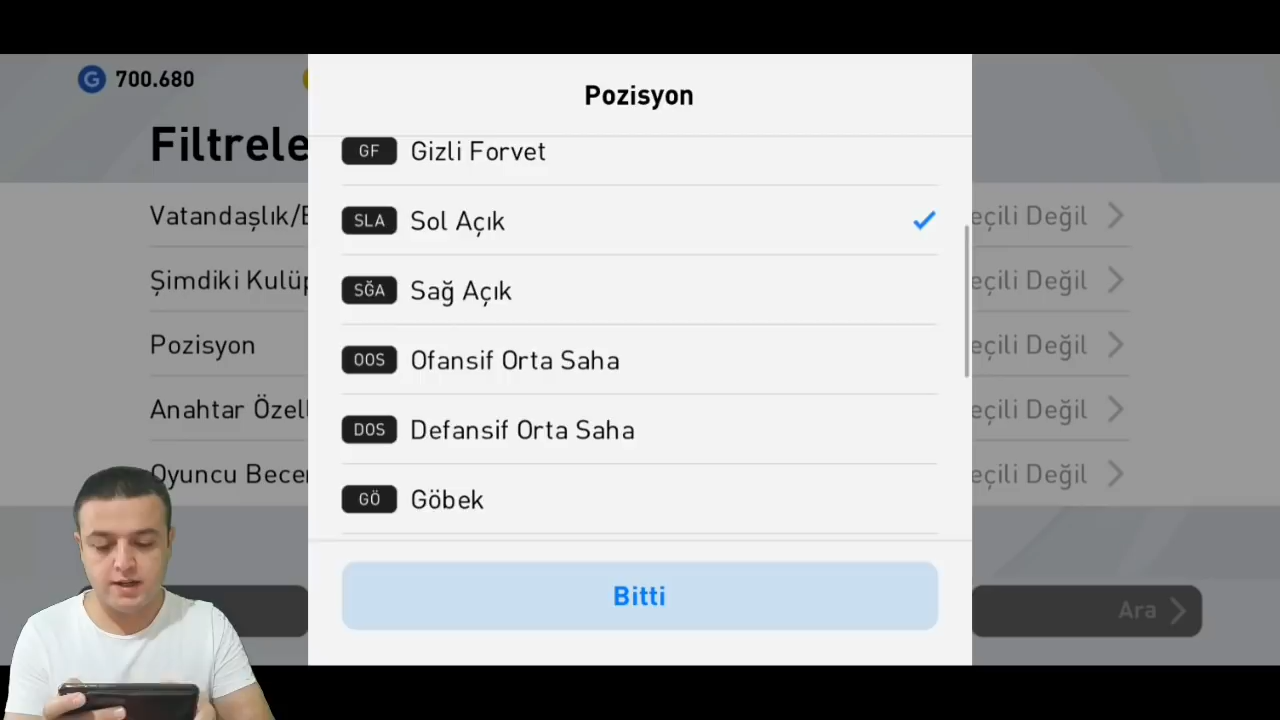 G 700.680
Filtrele
Pozisyon
GF Gizli Forvet
Vatandaşlık/
SLA Sol Açık
eçili Değil
Şimdiki Kulüp
SĞA Sağ Açık
eçili Değil
Pozisyon
OOS Ofansif Orta Saha
eçili Değil
Anahtar Özell
DOS Defansif Orta Saha
eçili Değil
Oyuncu Becer
GÖ Göbek
eçili Değil
Bitti
Ara